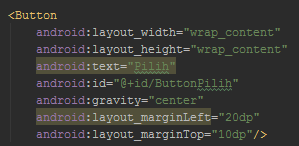 <Button
android:layout_width="wrap_content"
android:layout_height="wrap_content"
android:text="Pilih"
android:id="@+id/ButtonPilih"
android:gravity="center"
android:layout_marginLeft="20dp"
android:layout_marginTop="10dp"/>